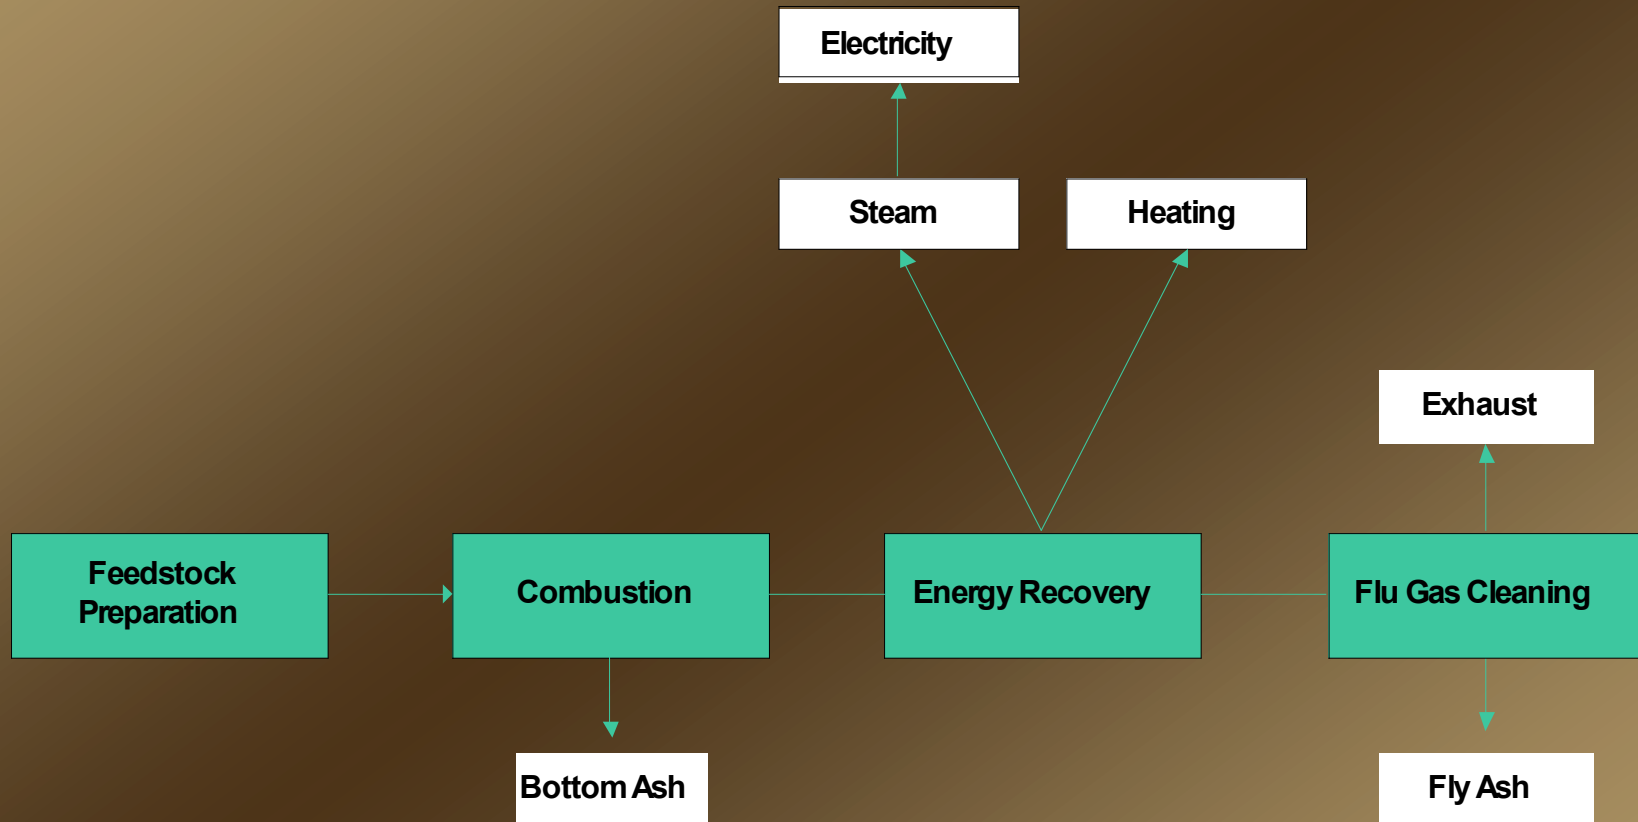 Electricity
Steam
Heating
Exhaust
Feedstock
Preparation
Combustion
Energy Recovery
Flu Gas Cleaning
Bottom Ash
Fly Ash